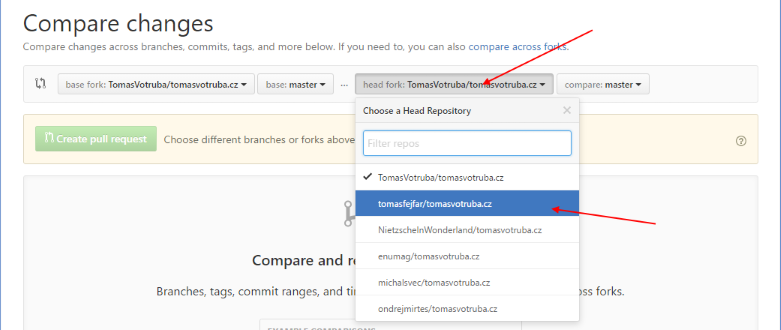 Compare changes
Compare changes across branches, commits, tags, and more below. If you need to, you can also compare across forks.
base fork: TomasVotruba/tomasvotruba.cz base: master ... head fork: TomasVotruba/tomasvotruba.cz compare: master
Choose a Head Repository
Create pull request Choose different branches or forks above
Filter repos
TomasVotruba/tomasvotruba.cz
tomasfejfar/tomasvotruba.cz
NietzscheInWonderland/tomasvotruba.cz
Compare and re
enumag/tomasvotruba.cz
michalsvec/tomasvotruba.cz
Branches, tags, commit ranges, and tim oss forks.
ondrejmirtes/tomasvotruba.cz
EXAMPLE COMPARISONS